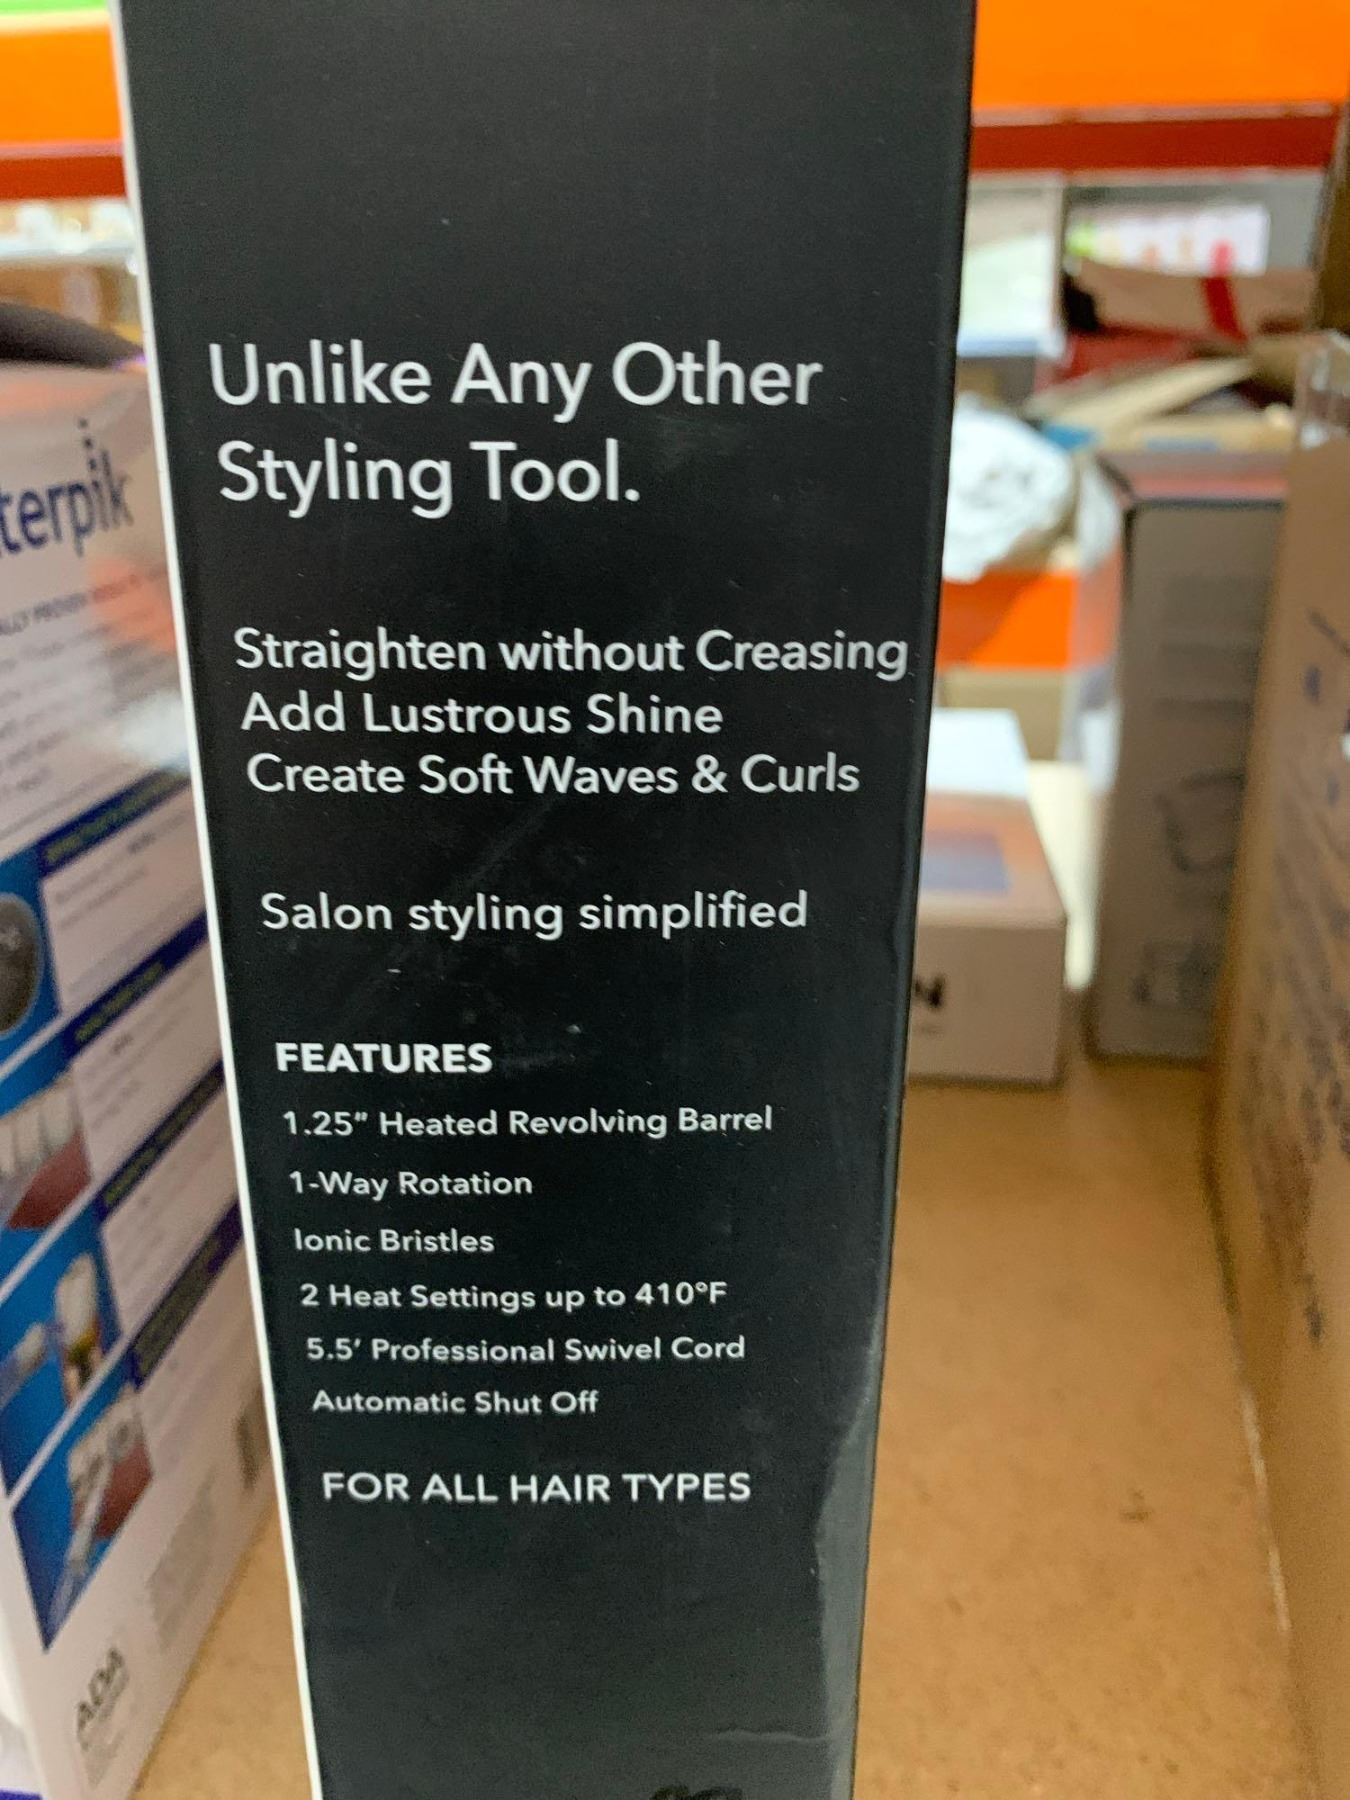 Unlike Any Other
Styling Tool.
Straighten without Creasing
Add Lustrous Shine
Create Soft Waves & Curls
Salon styling simplified
FEATURES
1.25" Heated Revolving Barrel
1-Way Rotation
Ionic Bristles
2 Heat Settings up to 410°F
5.5' Professional Swivel Cord
Automatic Shut Off
FOR ALL HAIR TYPES
terpik
ADA